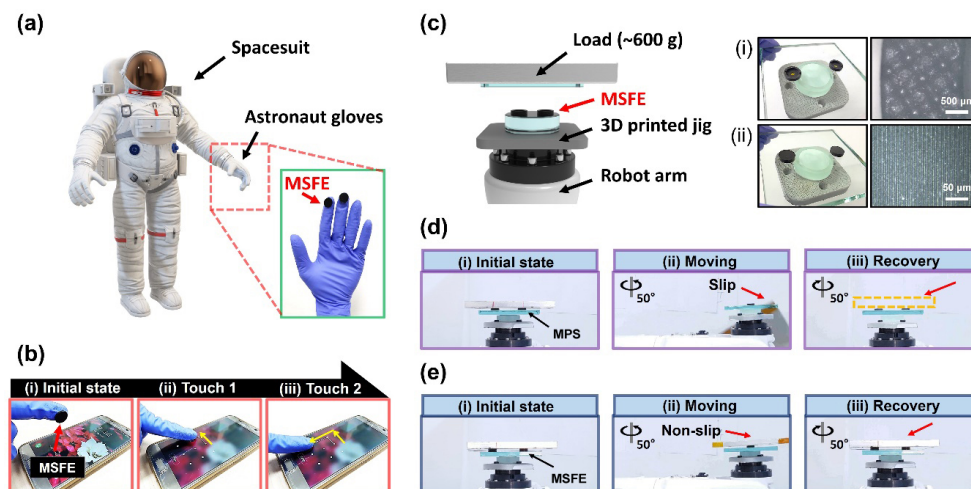 (a)
Spacesuit
Astronaut gloves
MSFE
(b)
(i) Initial state
(ii) Touch 1
(iii) Touch 2
MSFE
(c)
Load (~600 g)
MSFE
3D printed jig
Robot arm
(i)
500 µm
(ii)
50 µm
(d)
(i) Initial state
(ii) Moving
(iii) Recovery
MPS
50°
Slip
50°
(e)
(i) Initial state
(ii) Moving
(iii) Recovery
MSFE
50°
Non-slip
50°